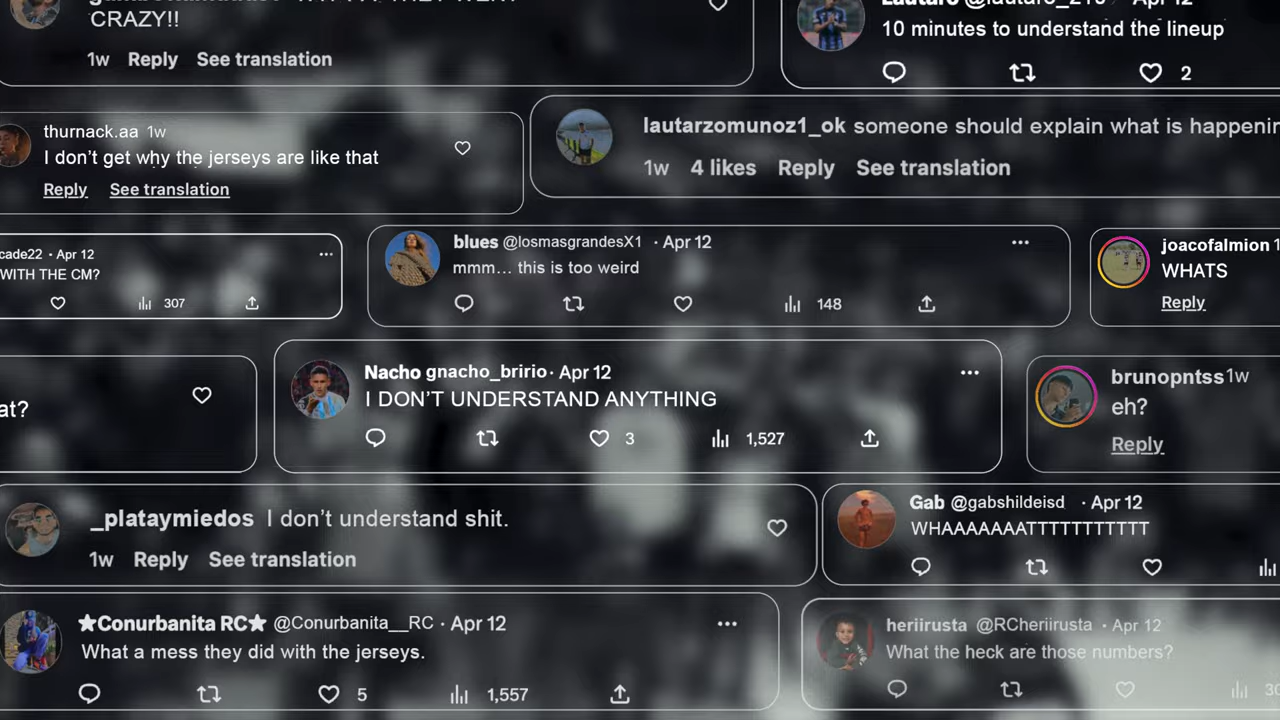 CRAZY!!
1w Reply See translation
Lautaro Apr 12
10 minutes to understand the lineup
2
thurnack.aa 1w
I don't get why the jerseys are like that
Reply See translation
lautarzomunoz1_ok someone should explain what is
1w 4 likes Reply See translation
cade22 · Apr 12
WITH THE CM?
307
blues @losmasgrandesX1 · Apr 12
mmm... this is too weird
148
joacofalmion
WHATS
Reply
at?
Nacho gnacho_bririo · Apr 12
I DON'T UNDERSTAND ANYTHING
3 1,527
brunopntss 1w
eh?
Reply
_plataymiedos I don't understand shit.
1w Reply See translation
Gab @gabshildeisd · Apr 12
WHAAAAAAATTTTTTTTTTT
★Conurbanita RC★ @Conurbanita__RC · Apr 12
What a mess they did with the jerseys.
5 1,557
heriirusta @RCheriirusta · Apr 12
What the heck are those numbers?